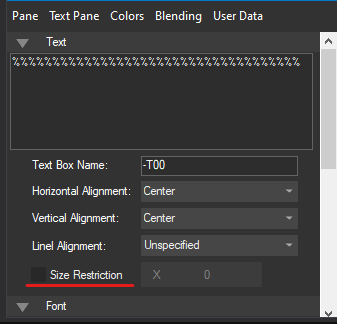 Pane Text Pane Colors Blending User Data
Text
%%%%%%%%%%%%%%%%%%%%%%%%%%%%%%%%%%%%
Text Box Name: -T00
Horizontal Alignment: Center
Vertical Alignment: Center
Linel Alignment: Unspecified
Size Restriction X 0
Font